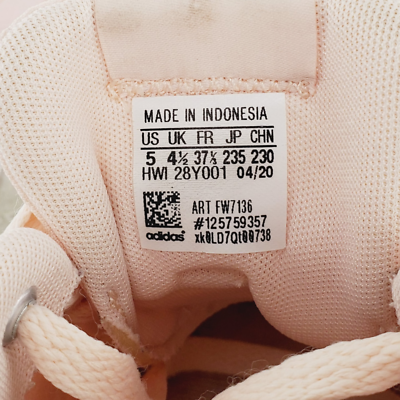 MADE IN INDONESIA
US UK FR JP CHN
5 4½ 37⅓ 235 230
HWI 28Y001 04/20
ART FW7136
#125759357
adidas® xk0LD7Qt00738